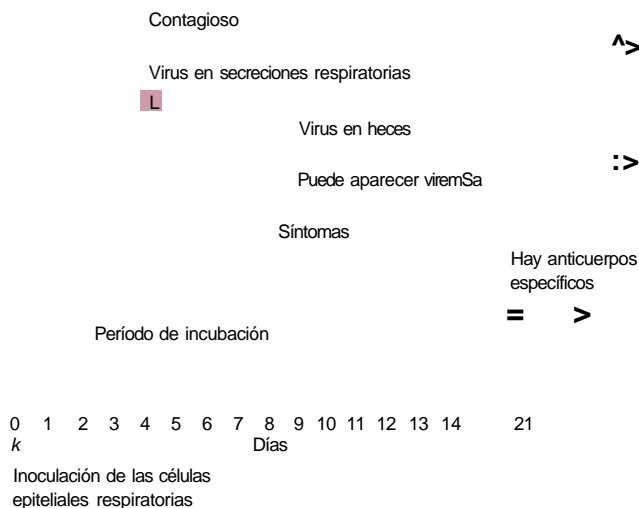 Contagioso
^>
Virus en secreciones respiratorias
L
Virus en heces
:>
Puede aparecer viremSa
Síntomas
Hay anticuerpos
específicos
= >
Período de incubación
0 1 2 3 4 5 6 7 8 9 10 11 12 13 14 21
k Días
Inoculación de las células
epiteliales respiratorias